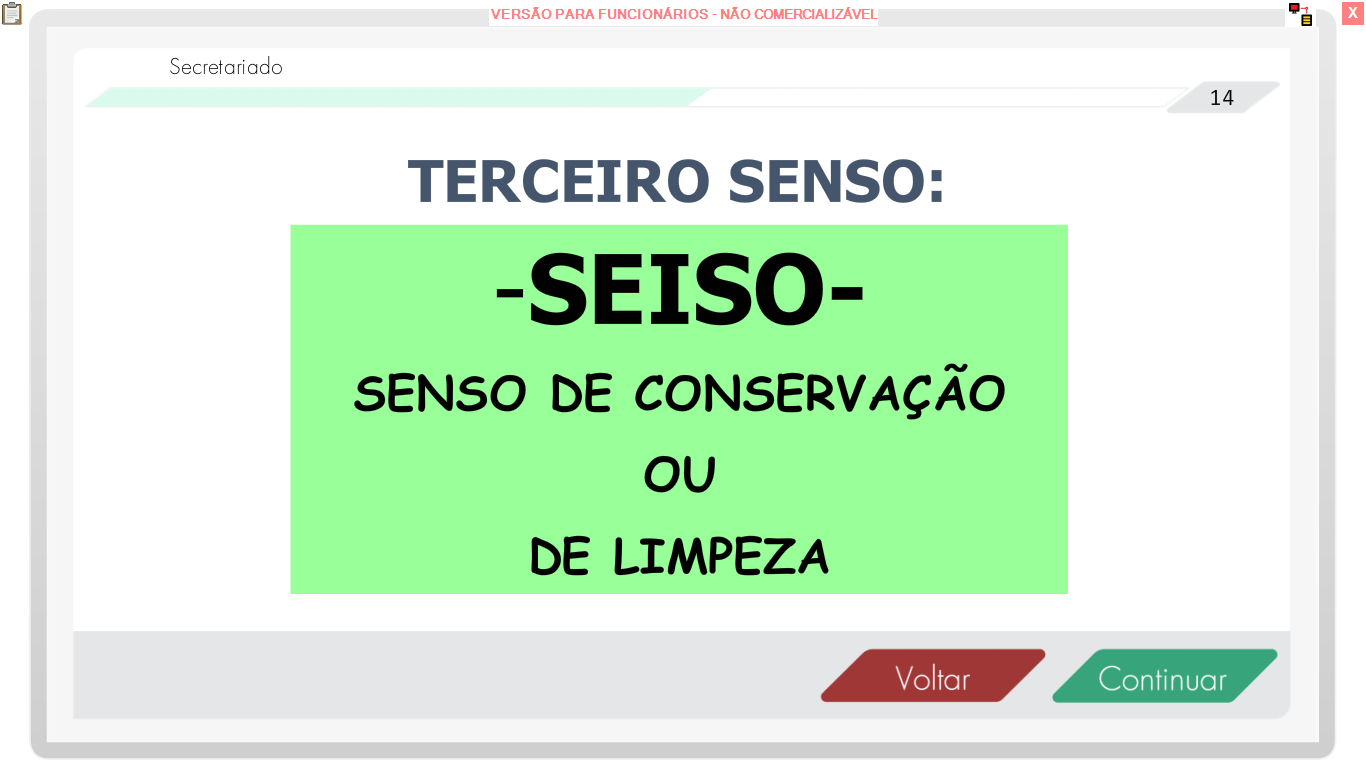 VERSÃO PARA FUNCIONÁRIOS - NÃO COMERCIALIZÁVEL
X
Secretariado
14
TERCEIRO SENSO:
-SEISO-
SENSO DE CONSERVAÇÃO
OU
DE LIMPEZA
Voltar
Continuar